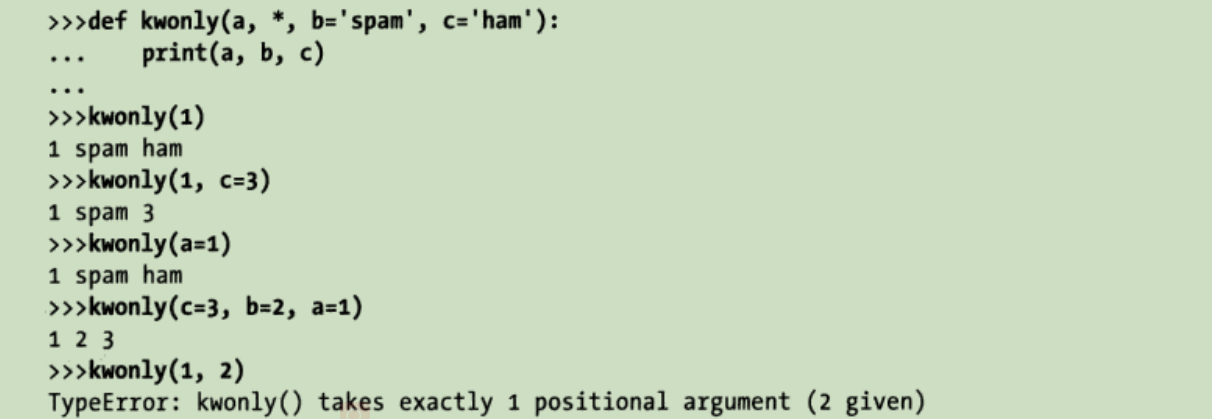 >>>def kwonly(a, *, b='spam', c='ham'):
...    print(a, b, c)
...
>>>kwonly(1)
1 spam ham
>>>kwonly(1, c=3)
1 spam 3
>>>kwonly(a=1)
1 spam ham
>>>kwonly(c=3, b=2, a=1)
1 2 3
>>>kwonly(1, 2)
TypeError: kwonly() takes exactly 1 positional argument (2 given)